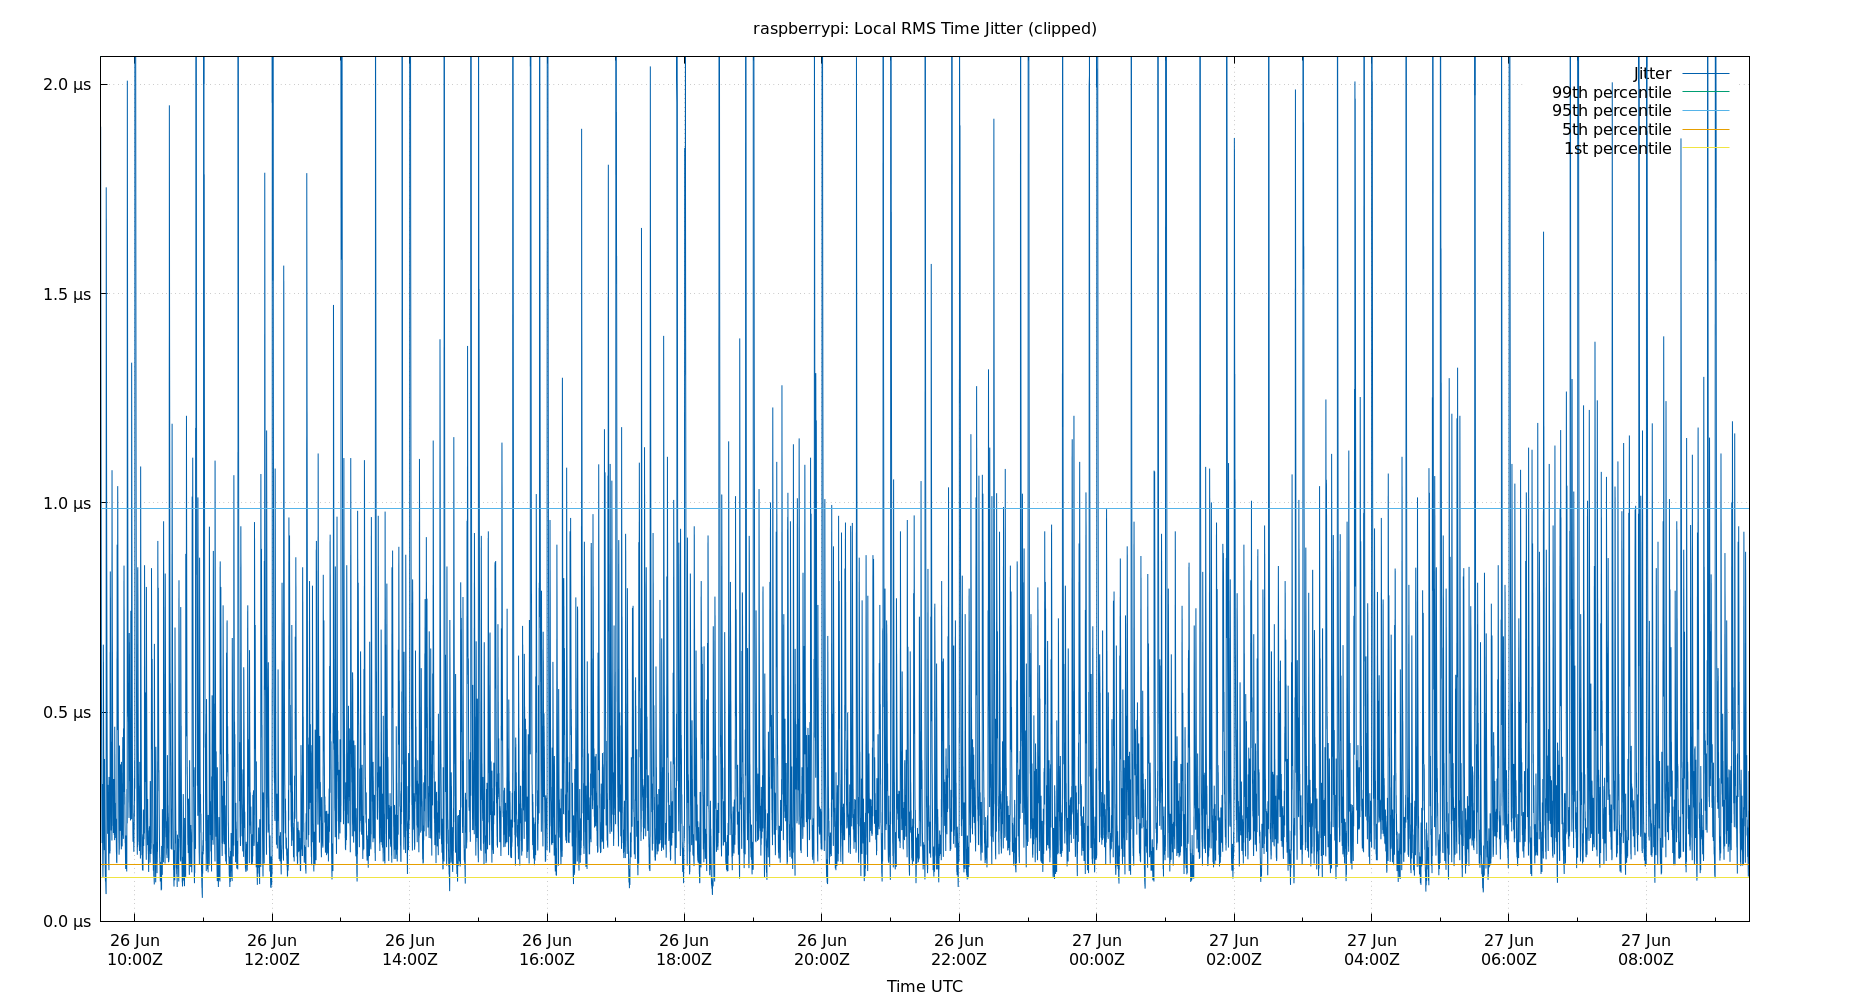 raspberrypi: Local RMS Time Jitter (clipped)
2.0 µs
1.5 µs
1.0 µs
0.5 µs
0.0 µs
Jitter
99th percentile
95th percentile
5th percentile
1st percentile
26 Jun 26 Jun 26 Jun 26 Jun 26 Jun 26 Jun 26 Jun 27 Jun 27 Jun 27 Jun 27 Jun 27 Jun
10:00Z 12:00Z 14:00Z 16:00Z 18:00Z 20:00Z 22:00Z 00:00Z 02:00Z 04:00Z 06:00Z 08:00Z
Time UTC